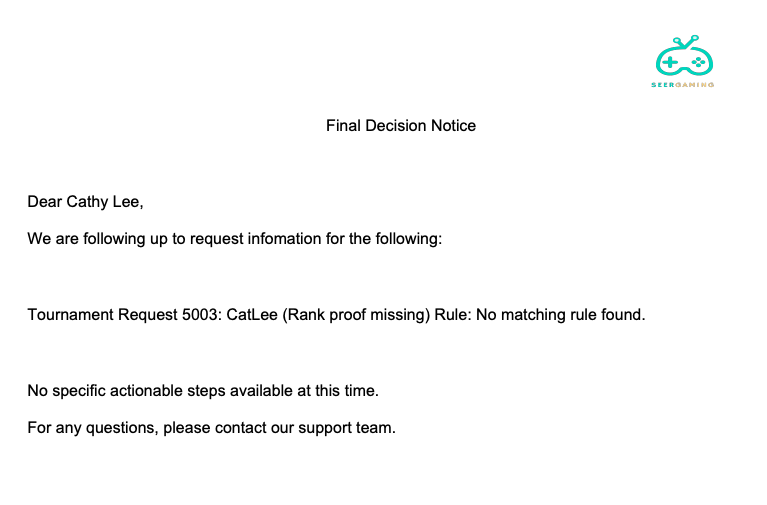 SEERGAMING
Final Decision Notice
Dear Cathy Lee,
We are following up to request infomation for the following:
Tournament Request 5003: CatLee (Rank proof missing) Rule: No matching rule found.
No specific actionable steps available at this time.
For any questions, please contact our support team.